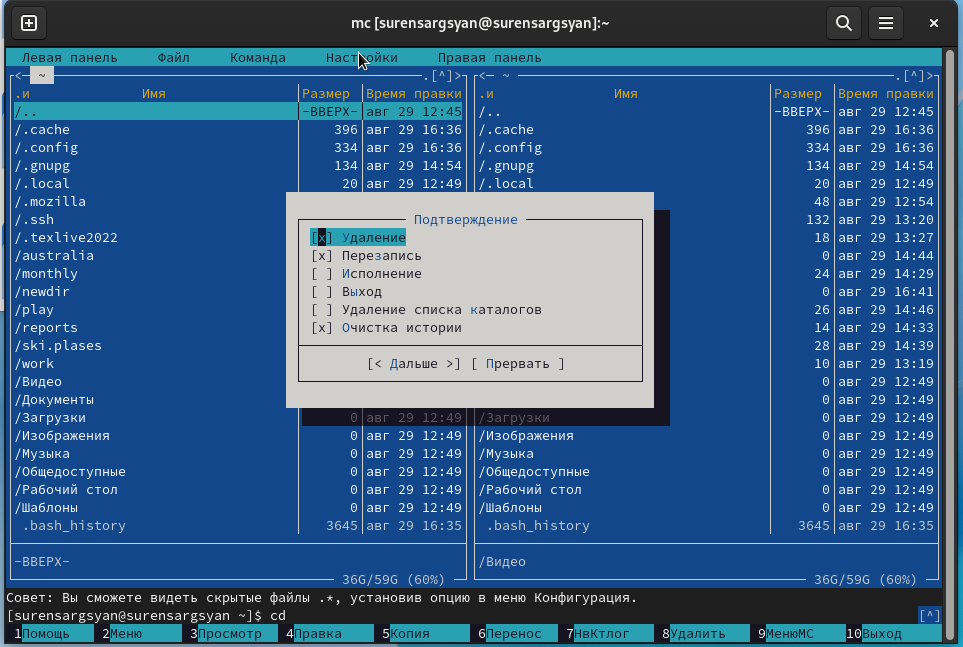 mc [surensargsyan@surensargsyan]:~
Левая панель Файл Команда Настройки Правая панель
<─ ~ .[^]> <─ ~ .[^]>
.и Имя Размер Время правки .и Имя Размер Время правки
/.. -ВВЕРХ- авг 29 12:45 /.. -ВВЕРХ- авг 29 12:45
/.cache 396 авг 29 16:36 /.cache 396 авг 29 16:36
/.config 334 авг 29 16:36 /.config 334 авг 29 16:36
/.gnupg 134 авг 29 14:54 /.gnupg 134 авг 29 14:54
/.local 20 авг 29 12:49 /.local 20 авг 29 12:49
/.mozilla 48 авг 29 12:54
/.ssh Подтверждение 132 авг 29 13:20
/.texlive2022 [x] Удаление 18 авг 29 13:27
/australia [x] Перезапись 0 авг 29 14:44
/monthly [ ] Исполнение 24 авг 29 14:29
/newdir [ ] Выход 0 авг 29 16:41
/play [ ] Удаление списка каталогов 26 авг 29 14:46
/reports [x] Очистка истории 14 авг 29 14:33
/ski.plases 28 авг 29 14:39
/work [< Дальше >] [ Прервать ] 10 авг 29 13:19
/Видео 0 авг 29 12:49
/Документы 0 авг 29 12:49
/Загрузки 0 авг 29 12:49 /Загрузки 0 авг 29 12:49
/Изображения 0 авг 29 12:49 /Изображения 0 авг 29 12:49
/Музыка 0 авг 29 12:49 /Музыка 0 авг 29 12:49
/Общедоступные 0 авг 29 12:49 /Общедоступные 0 авг 29 12:49
/Рабочий стол 0 авг 29 12:49 /Рабочий стол 0 авг 29 12:49
/Шаблоны 0 авг 29 12:49 /Шаблоны 0 авг 29 12:49
.bash_history 3645 авг 29 16:35 .bash_history 3645 авг 29 16:35
-ВВЕРХ- /Видео
36G/59G (60%) 36G/59G (60%)
Совет: Вы сможете видеть скрытые файлы .*, установив опцию в меню Конфигурация.
[surensargsyan@surensargsyan ~]$ cd [^]
1Помощь 2Меню 3Просмотр 4Правка 5Копия 6Перенос 7НвКтлог 8Удалить 9МенюМС 10Выход